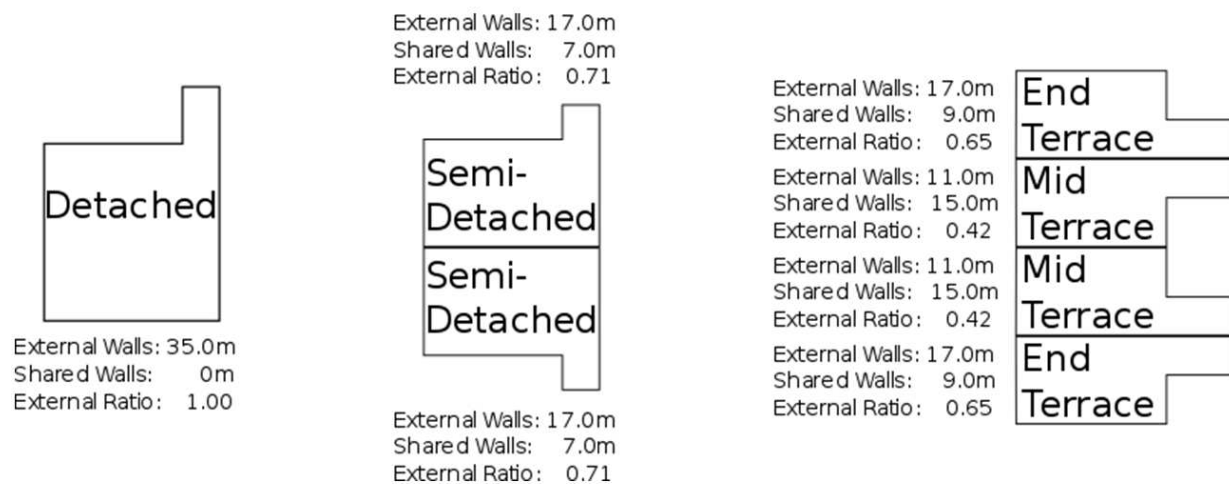 Detached
External Walls: 35.0m
Shared Walls: 0m
External Ratio: 1.00
External Walls: 17.0m
Shared Walls: 7.0m
External Ratio: 0.71
Semi-
Detached
Semi-
Detached
External Walls: 17.0m
Shared Walls: 7.0m
External Ratio: 0.71
External Walls: 17.0m
Shared Walls: 9.0m
External Ratio: 0.65
End
Terrace
External Walls: 11.0m
Shared Walls: 15.0m
External Ratio: 0.42
Mid
Terrace
External Walls: 11.0m
Shared Walls: 15.0m
External Ratio: 0.42
Mid
Terrace
External Walls: 17.0m
Shared Walls: 9.0m
External Ratio: 0.65
End
Terrace